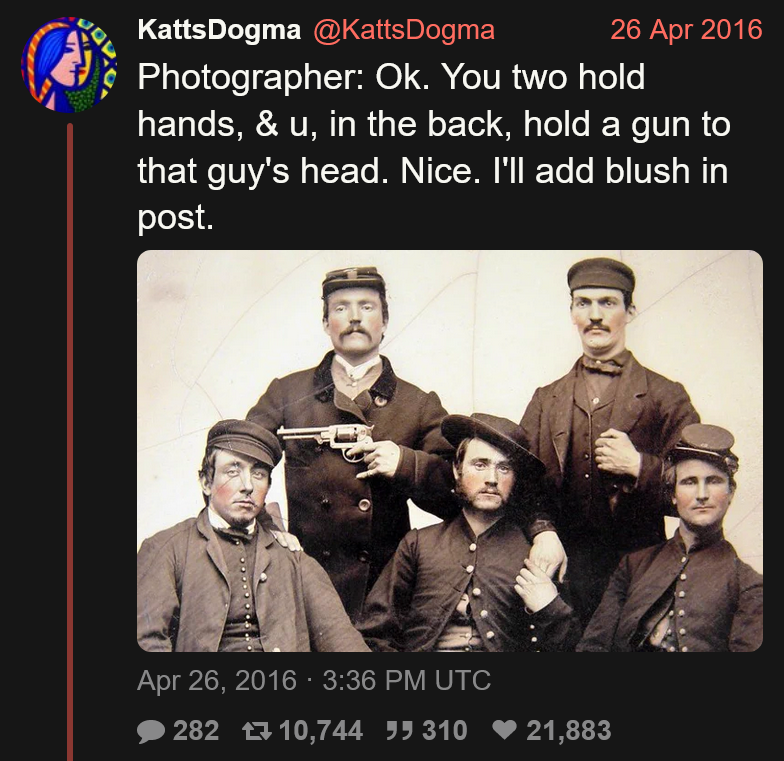 KattsDogma @KattsDogma 26 Apr 2016
Photographer: Ok. You two hold
hands, & u, in the back, hold a gun to
that guy's head. Nice. I'll add blush in
post.
Apr 26, 2016 · 3:36 PM UTC
282 10,744 310 21,883